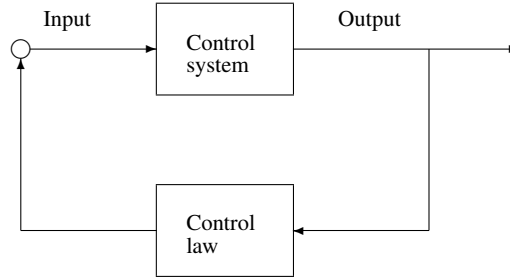 Input
Output
Control
system
Control
law